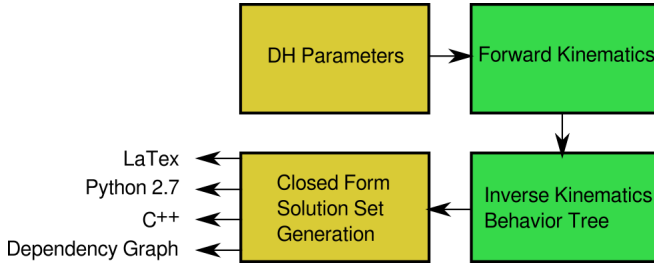 DH Parameters
Forward Kinematics
Inverse Kinematics
Behavior Tree
Closed Form
Solution Set
Generation
LaTex
Python 2.7
C++
Dependency Graph